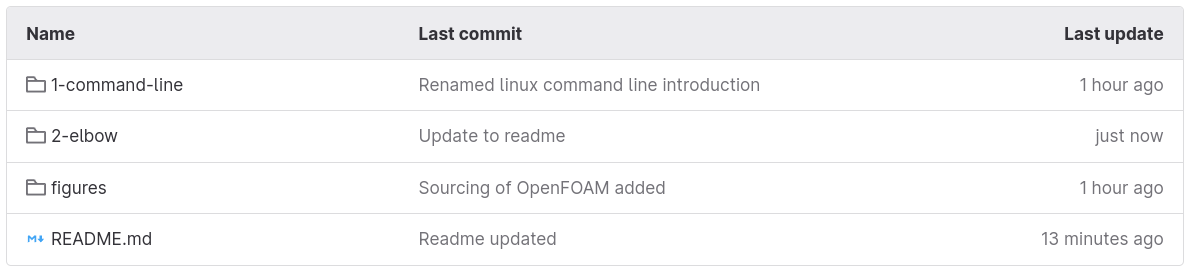 Name Last commit Last update
1-command-line Renamed linux command line introduction 1 hour ago
2-elbow Update to readme just now
figures Sourcing of OpenFOAM added 1 hour ago
README.md Readme updated 13 minutes ago